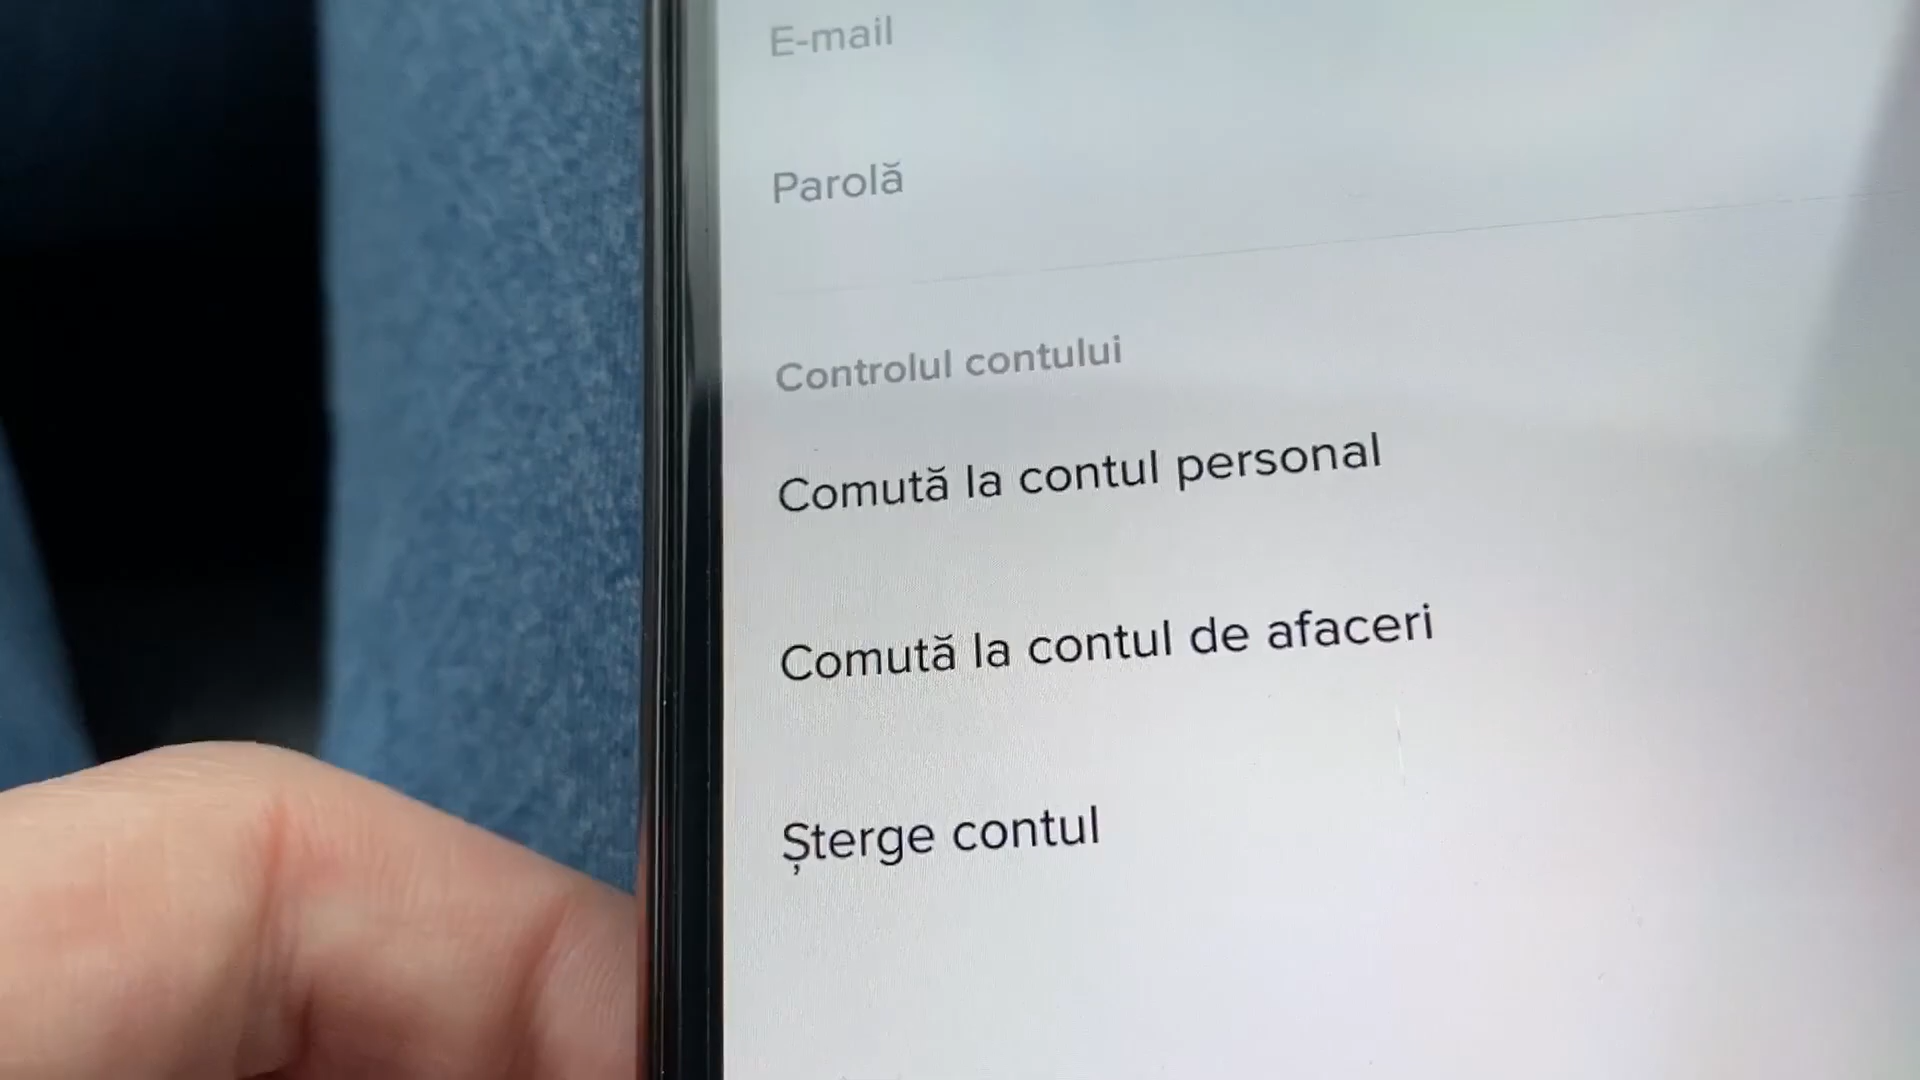 E-mail
Parolă
Controlul contului
Comută la contul personal
Comută la contul de afaceri
Șterge contul